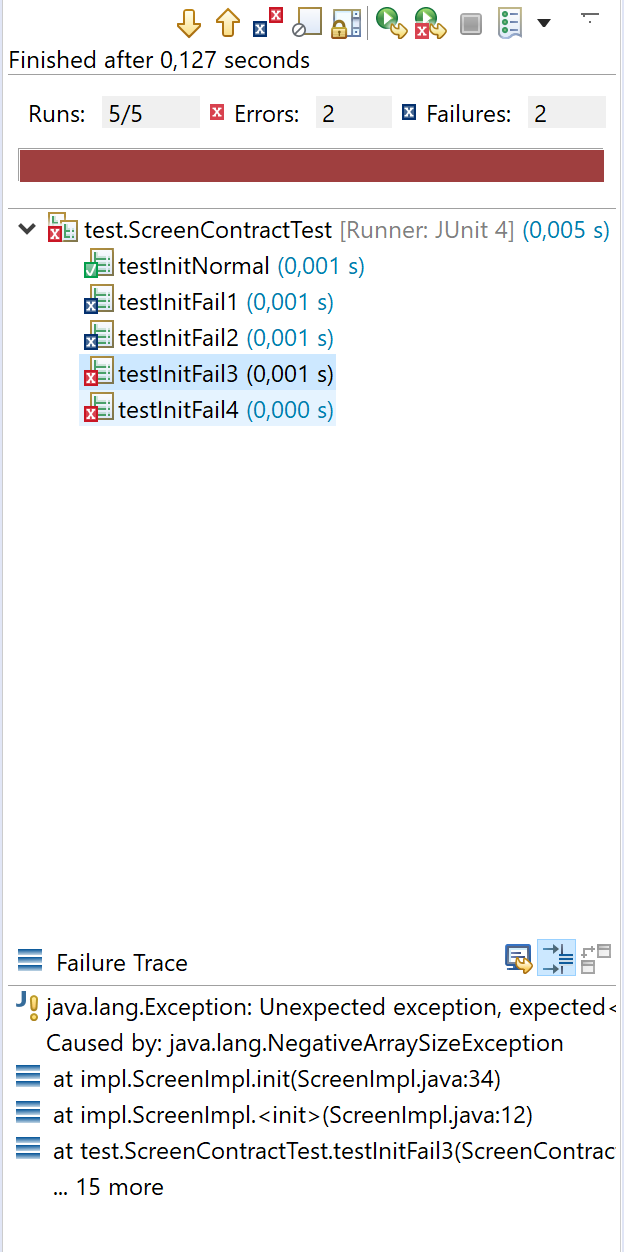 Finished after 0,127 seconds
Runs: 5/5 Errors: 2 Failures: 2
test.ScreenContractTest [Runner: JUnit 4] (0,005 s)
testInitNormal (0,001 s)
testInitFail1 (0,001 s)
testInitFail2 (0,001 s)
testInitFail3 (0,001 s)
testInitFail4 (0,000 s)
Failure Trace
java.lang.Exception: Unexpected exception, expected<
Caused by: java.lang.NegativeArraySizeException
at impl.ScreenImpl.init(ScreenImpl.java:34)
at impl.ScreenImpl.<init>(ScreenImpl.java:12)
at test.ScreenContractTest.testInitFail3(ScreenContrac
... 15 more